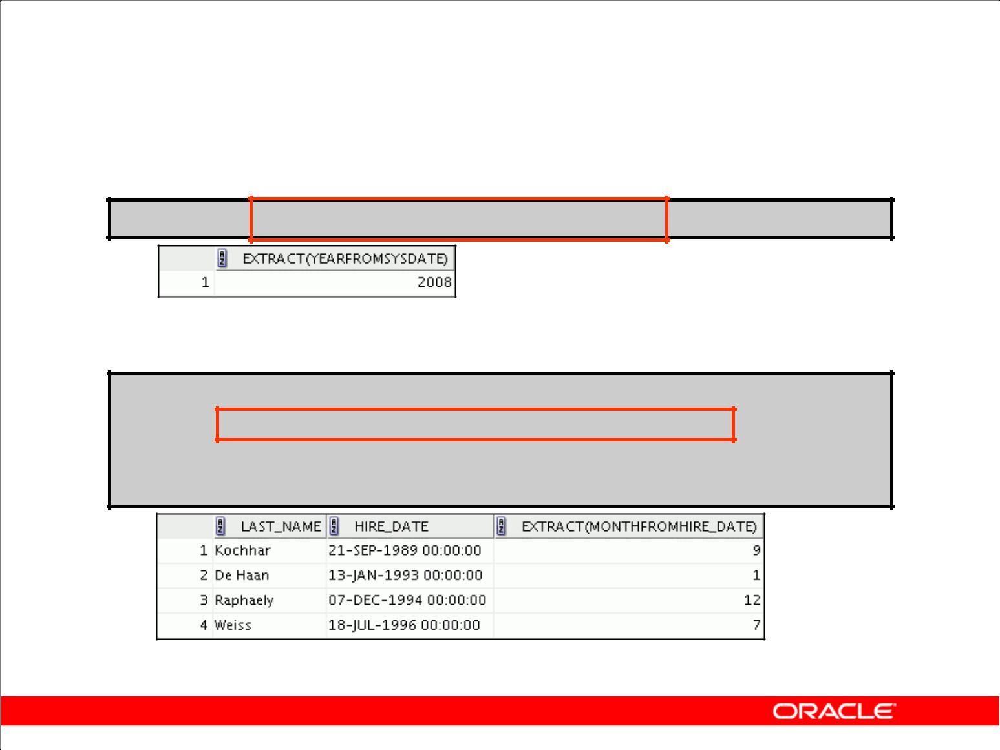 EXTRACT(YEARFROMSYSDATE)
1 2008
LAST_NAME HIRE_DATE EXTRACT(MONTHFROMHIRE_DATE)
1 Kochhar 21-SEP-1989 00:00:00 9
2 De Haan 13-JAN-1993 00:00:00 1
3 Raphaely 07-DEC-1994 00:00:00 12
4 Weiss 18-JUL-1996 00:00:00 7
ORACLE